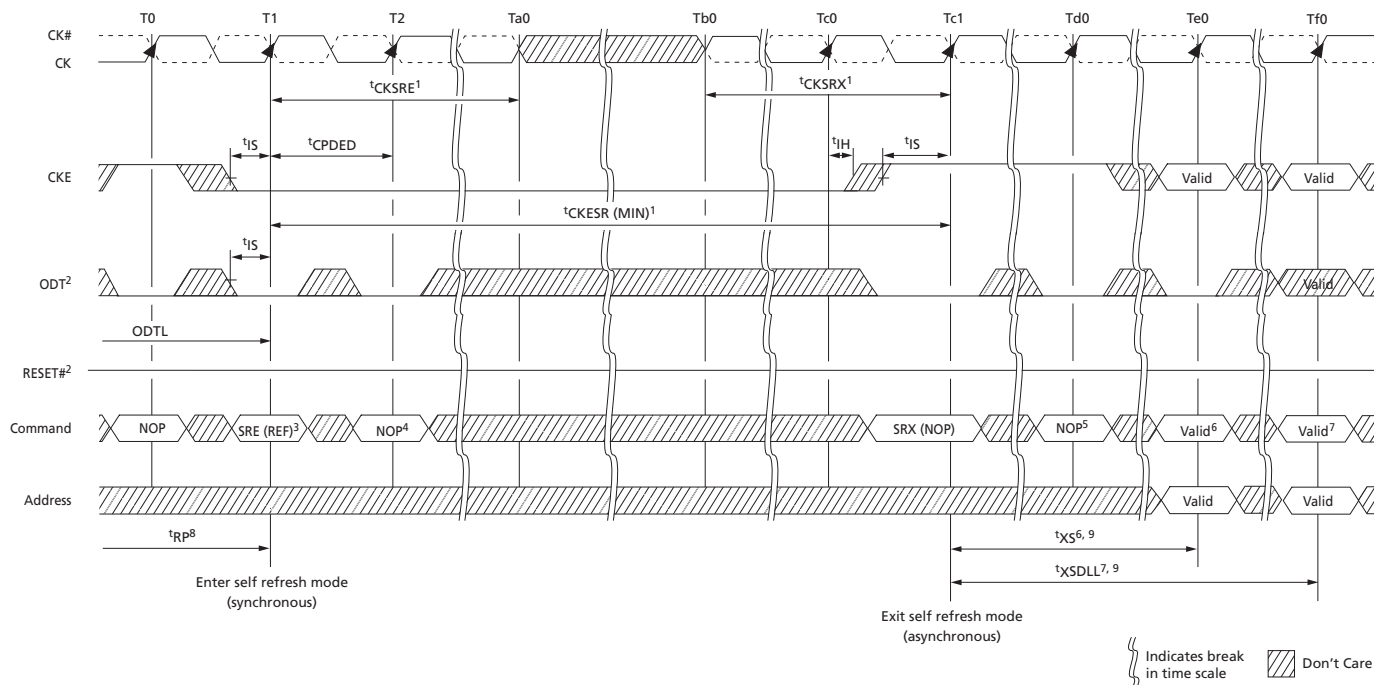 T0 T1 T2 Ta0 Tb0 Tc0 Tc1 Td0 Te0 Tf0
CK#
CK
tCKSRE1 tCKSRX1
tIS tCPDED tIH tIS
CKE Valid Valid
tCKESR (MIN)1
tIS
ODT2 Valid
ODTL
RESET#2
Command NOP SRE (REF)3 NOP4 SRX (NOP) NOP5 Valid6 Valid7
Address Valid Valid
tRP8 tXS6, 9
tXSDLL7, 9
Enter self refresh mode
(synchronous)
Exit self refresh mode
(asynchronous)
Indicates break
in time scale
Don't Care